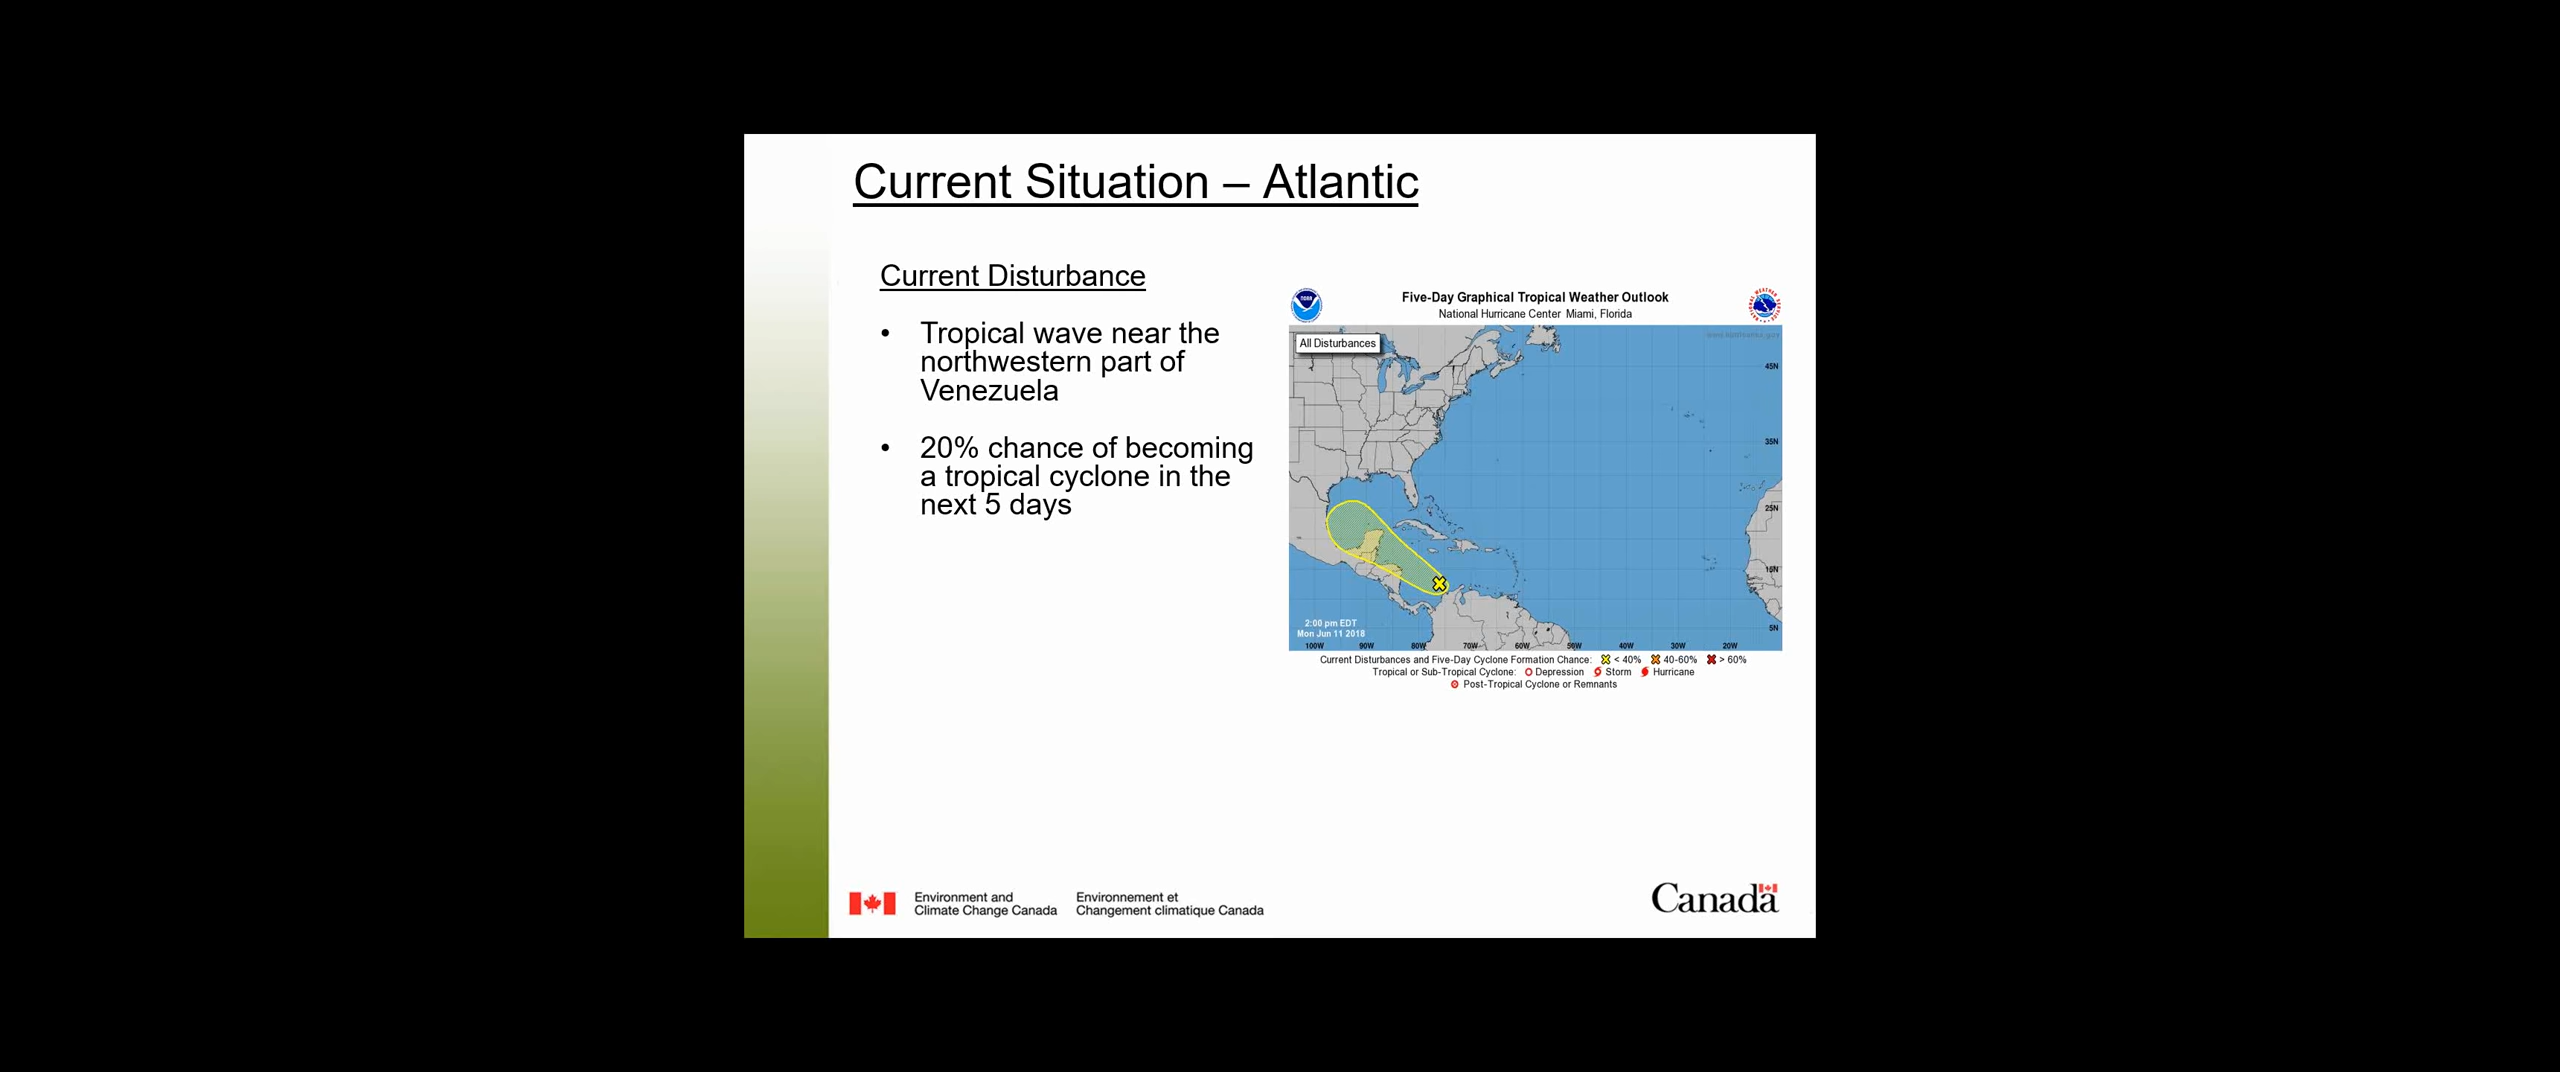 Current Situation – Atlantic
Current Disturbance
• Tropical wave near the
northwestern part of
Venezuela
• 20% chance of becoming
a tropical cyclone in the
next 5 days
Five-Day Graphical Tropical Weather Outlook
National Hurricane Center Miami, Florida
All Disturbances
45N
35N
25N
15N
5N
2:00 pm EDT
Mon Jun 11 2018
100W 90W 80W 70W 60W 50W 40W 30W 20W
Current Disturbances and Five-Day Cyclone Formation Chance: < 40% 40-60% > 60%
Tropical or Sub-Tropical Cyclone: Depression Storm Hurricane
Post-Tropical Cyclone or Remnants
Environment and
Climate Change Canada
Environnement et
Changement climatique Canada
Canada